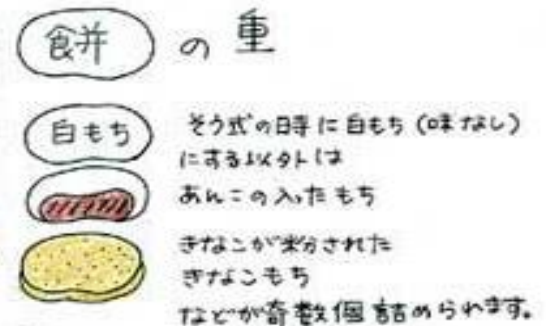 餅の重
白もち
そう式の時に白もち(味なし)
にする以外は
あんこの入ったもち
きなこが粉された
きなこもち
などが奇数個詰められます。